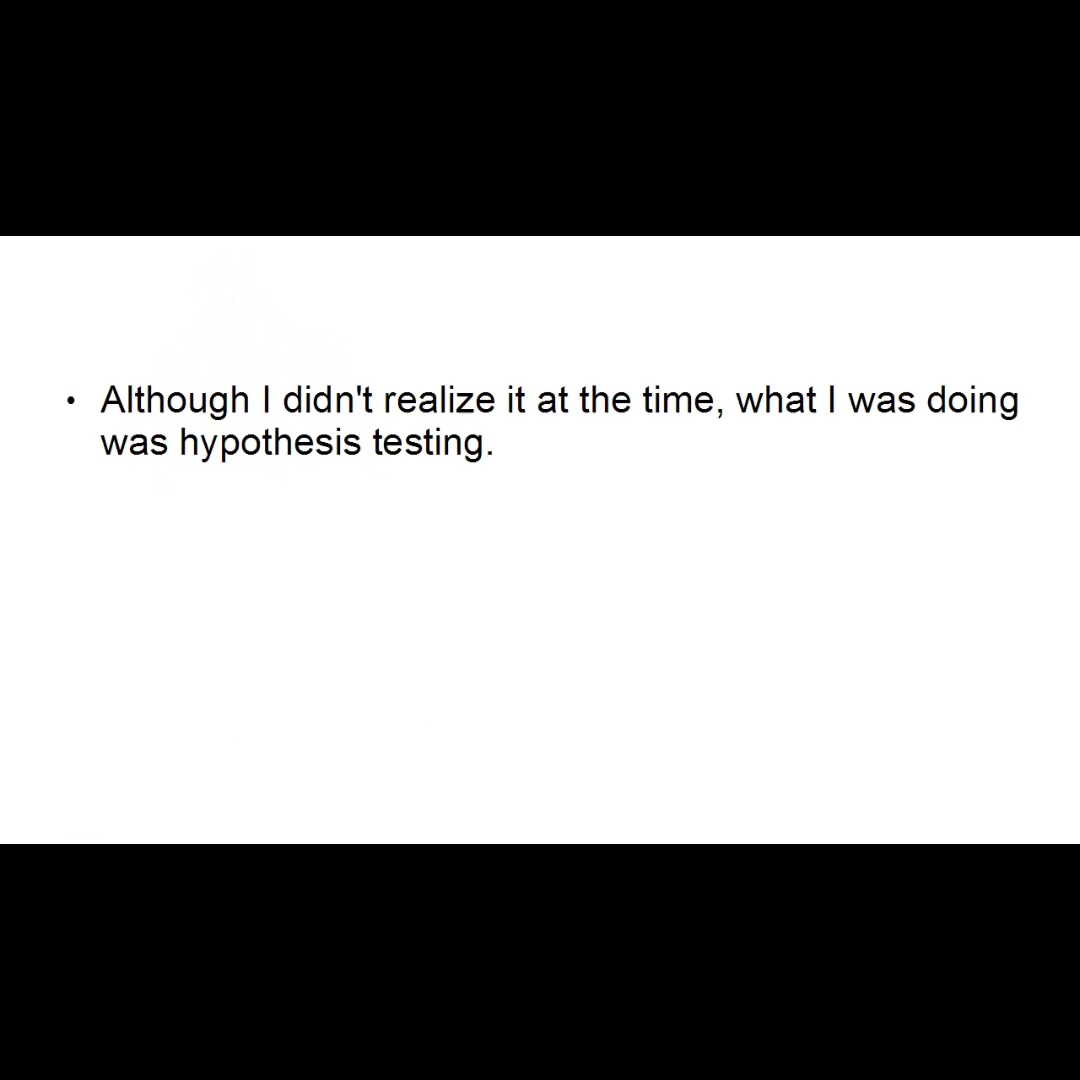 • Although I didn't realize it at the time, what I was doing
was hypothesis testing.